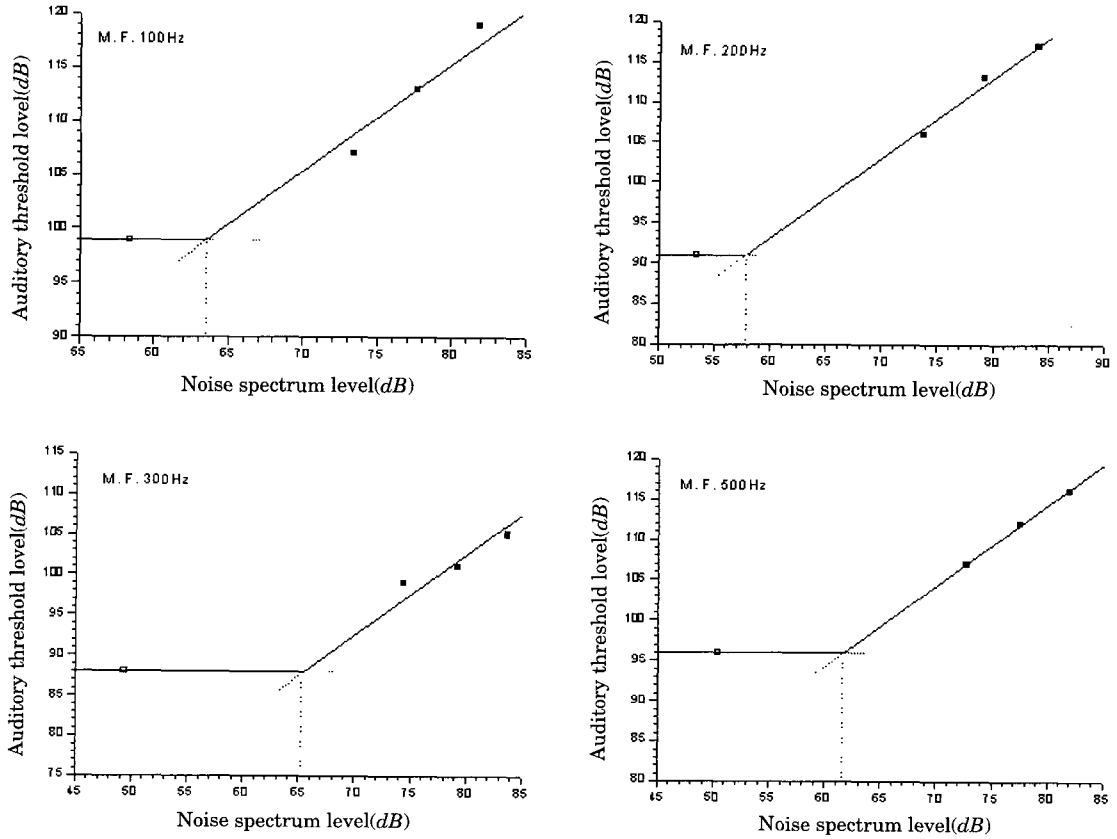 M.F.100Hz
Auditory threshold lovel(dB)
120
115
110
105
100
95
90
55 60 65 70 75 80 85
Noise spectrum level(dB)
M.F.200Hz
Auditory threshold lovel(dB)
120
115
110
105
100
95
90
85
80
50 55 60 65 70 75 80 85 90
Noise spectrum level(dB)
M.F.300Hz
Auditory threshold lovel(dB)
115
110
105
100
95
90
85
80
75
45 50 55 60 65 70 75 80 85
Noise spectrum level(dB)
M.F.500Hz
Auditory threshold lovel(dB)
120
115
110
105
100
95
90
85
80
45 50 55 60 65 70 75 80 85
Noise spectrum level(dB)